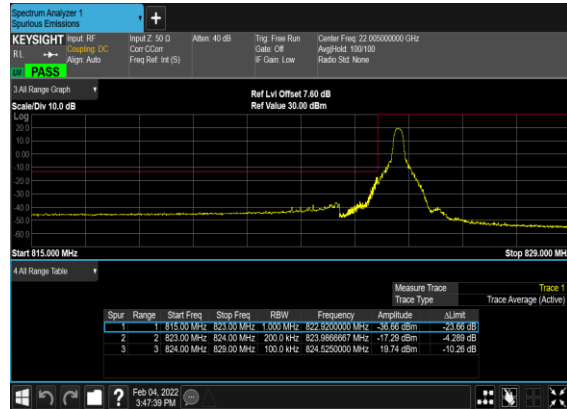 Spectrum Analyzer 1
Spurious Emissions
KEYSIGHT Input: RF Input Z: 50 Ω Atten: 40 dB Trig: Free Run Center Freq: 22.005000000 GHz
RL Coupling: DC Corr CCorr Gate: Off Avg|Hold: 100/100
Align: Auto Freq Ref: Int (S) IF Gain: Low Radio Std: None
PASS
3 All Range Graph
Ref Lvl Offset 7.60 dB
Scale/Div 10.0 dB Ref Value 30.00 dBm
Log
20.0
10.0
0.00
-10.0
-20.0
-30.0
-40.0
-50.0
-60.0
Start 815.000 MHz Stop 829.000 MH
4 All Range Table
Measure Trace Trace 1
Trace Type Trace Average (Active)
Spur Range Start Freq Stop Freq RBW Frequency Amplitude ΔLimit
1 1 815.00 MHz 823.00 MHz 1.000 MHz 822.9200000 MHz -36.66 dBm -23.66 dB
2 2 823.00 MHz 824.00 MHz 200.0 kHz 823.9866667 MHz -17.29 dBm -4.289 dB
3 3 824.00 MHz 829.00 MHz 100.0 kHz 824.5250000 MHz 19.74 dBm -10.26 dB
? Feb 04, 2022
3:47:39 PM